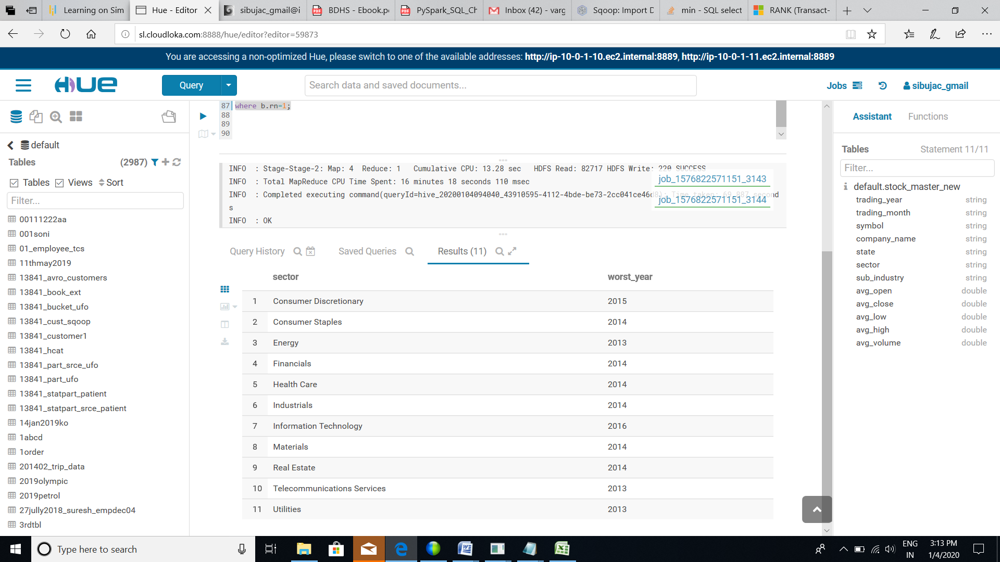 Learning on Sim
Hue - Editor
sibujac_gmail@i
BDHS - Ebook.p
PySpark_SQL_Ch
Inbox (42) - varg
Sqoop: Import D
min - SQL select
RANK (Transact-
sl.cloudloka.com:8888/hue/editor?editor=59873
You are accessing a non-optimized Hue, please switch to one of the available addresses: http://ip-10-0-1-10.ec2.internal:8889, http://ip-10-0-1-11.ec2.internal:8889
HUE
Query
Search data and saved documents...
Jobs
sibujac_gmail
default
Tables
(2987)
Tables
Views
Sort
Filter...
00111222aa
001soni
01_employee_tcs
11thmay2019
13841_avro_customers
13841_book_ext
13841_bucket_ufo
13841_cust_sqoop
13841_customer1
13841_hcat
13841_part_srce_ufo
13841_part_ufo
13841_statpart_patient
13841_statpart_srce_patient
14jan2019ko
1abcd
1order
201402_trip_data
2019olympic
2019petrol
27jully2018_suresh_empdec04
3rdtbl
87 where b.rn=1;
88
89
90
INFO : Stage-Stage-2: Map: 4 Reduce: 1 Cumulative CPU: 13.28 sec HDFS Read: 82717 HDFS Write: 220 SUCCESS
INFO : Total MapReduce CPU Time Spent: 16 minutes 18 seconds 110 msec
INFO : Completed executing command(queryId=hive_20200104094040_43910595-4112-4bde-be73-2cc041ce46d8); Time taken: 69.887 second
s
INFO : OK
job_1576822571151_3143
job_1576822571151_3144
Query History
Saved Queries
Results (11)
sector worst_year
1 Consumer Discretionary 2015
2 Consumer Staples 2014
3 Energy 2013
4 Financials 2014
5 Health Care 2014
6 Industrials 2014
7 Information Technology 2016
8 Materials 2014
9 Real Estate 2014
10 Telecommunications Services 2013
11 Utilities 2013
Assistant
Functions
Tables
Statement 11/11
Filter...
default.stock_master_new
trading_year string
trading_month string
symbol string
company_name string
state string
sector string
sub_industry string
avg_open double
avg_close double
avg_low double
avg_high double
avg_volume double
Type here to search
ENG
IN
3:13 PM
1/4/2020